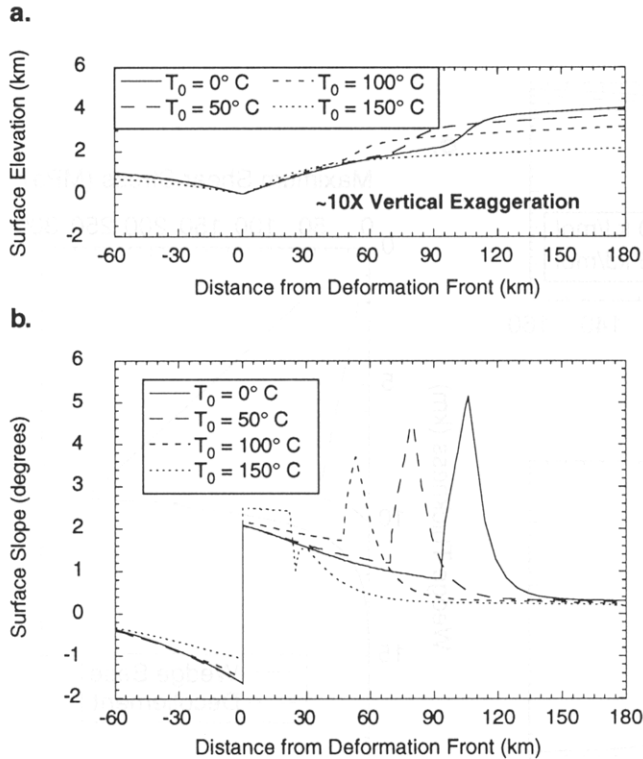 a.
Surface Elevation (km)
6
4
2
0
-2
T0 = 0° C
T0 = 100° C
T0 = 50° C
T0 = 150° C
~10X Vertical Exaggeration
-60 -30 0 30 60 90 120 150 180
Distance from Deformation Front (km)
b.
Surface Slope (degrees)
6
5
4
3
2
1
0
-1
-2
T0 = 0° C
T0 = 50° C
T0 = 100° C
T0 = 150° C
-60 -30 0 30 60 90 120 150 180
Distance from Deformation Front (km)